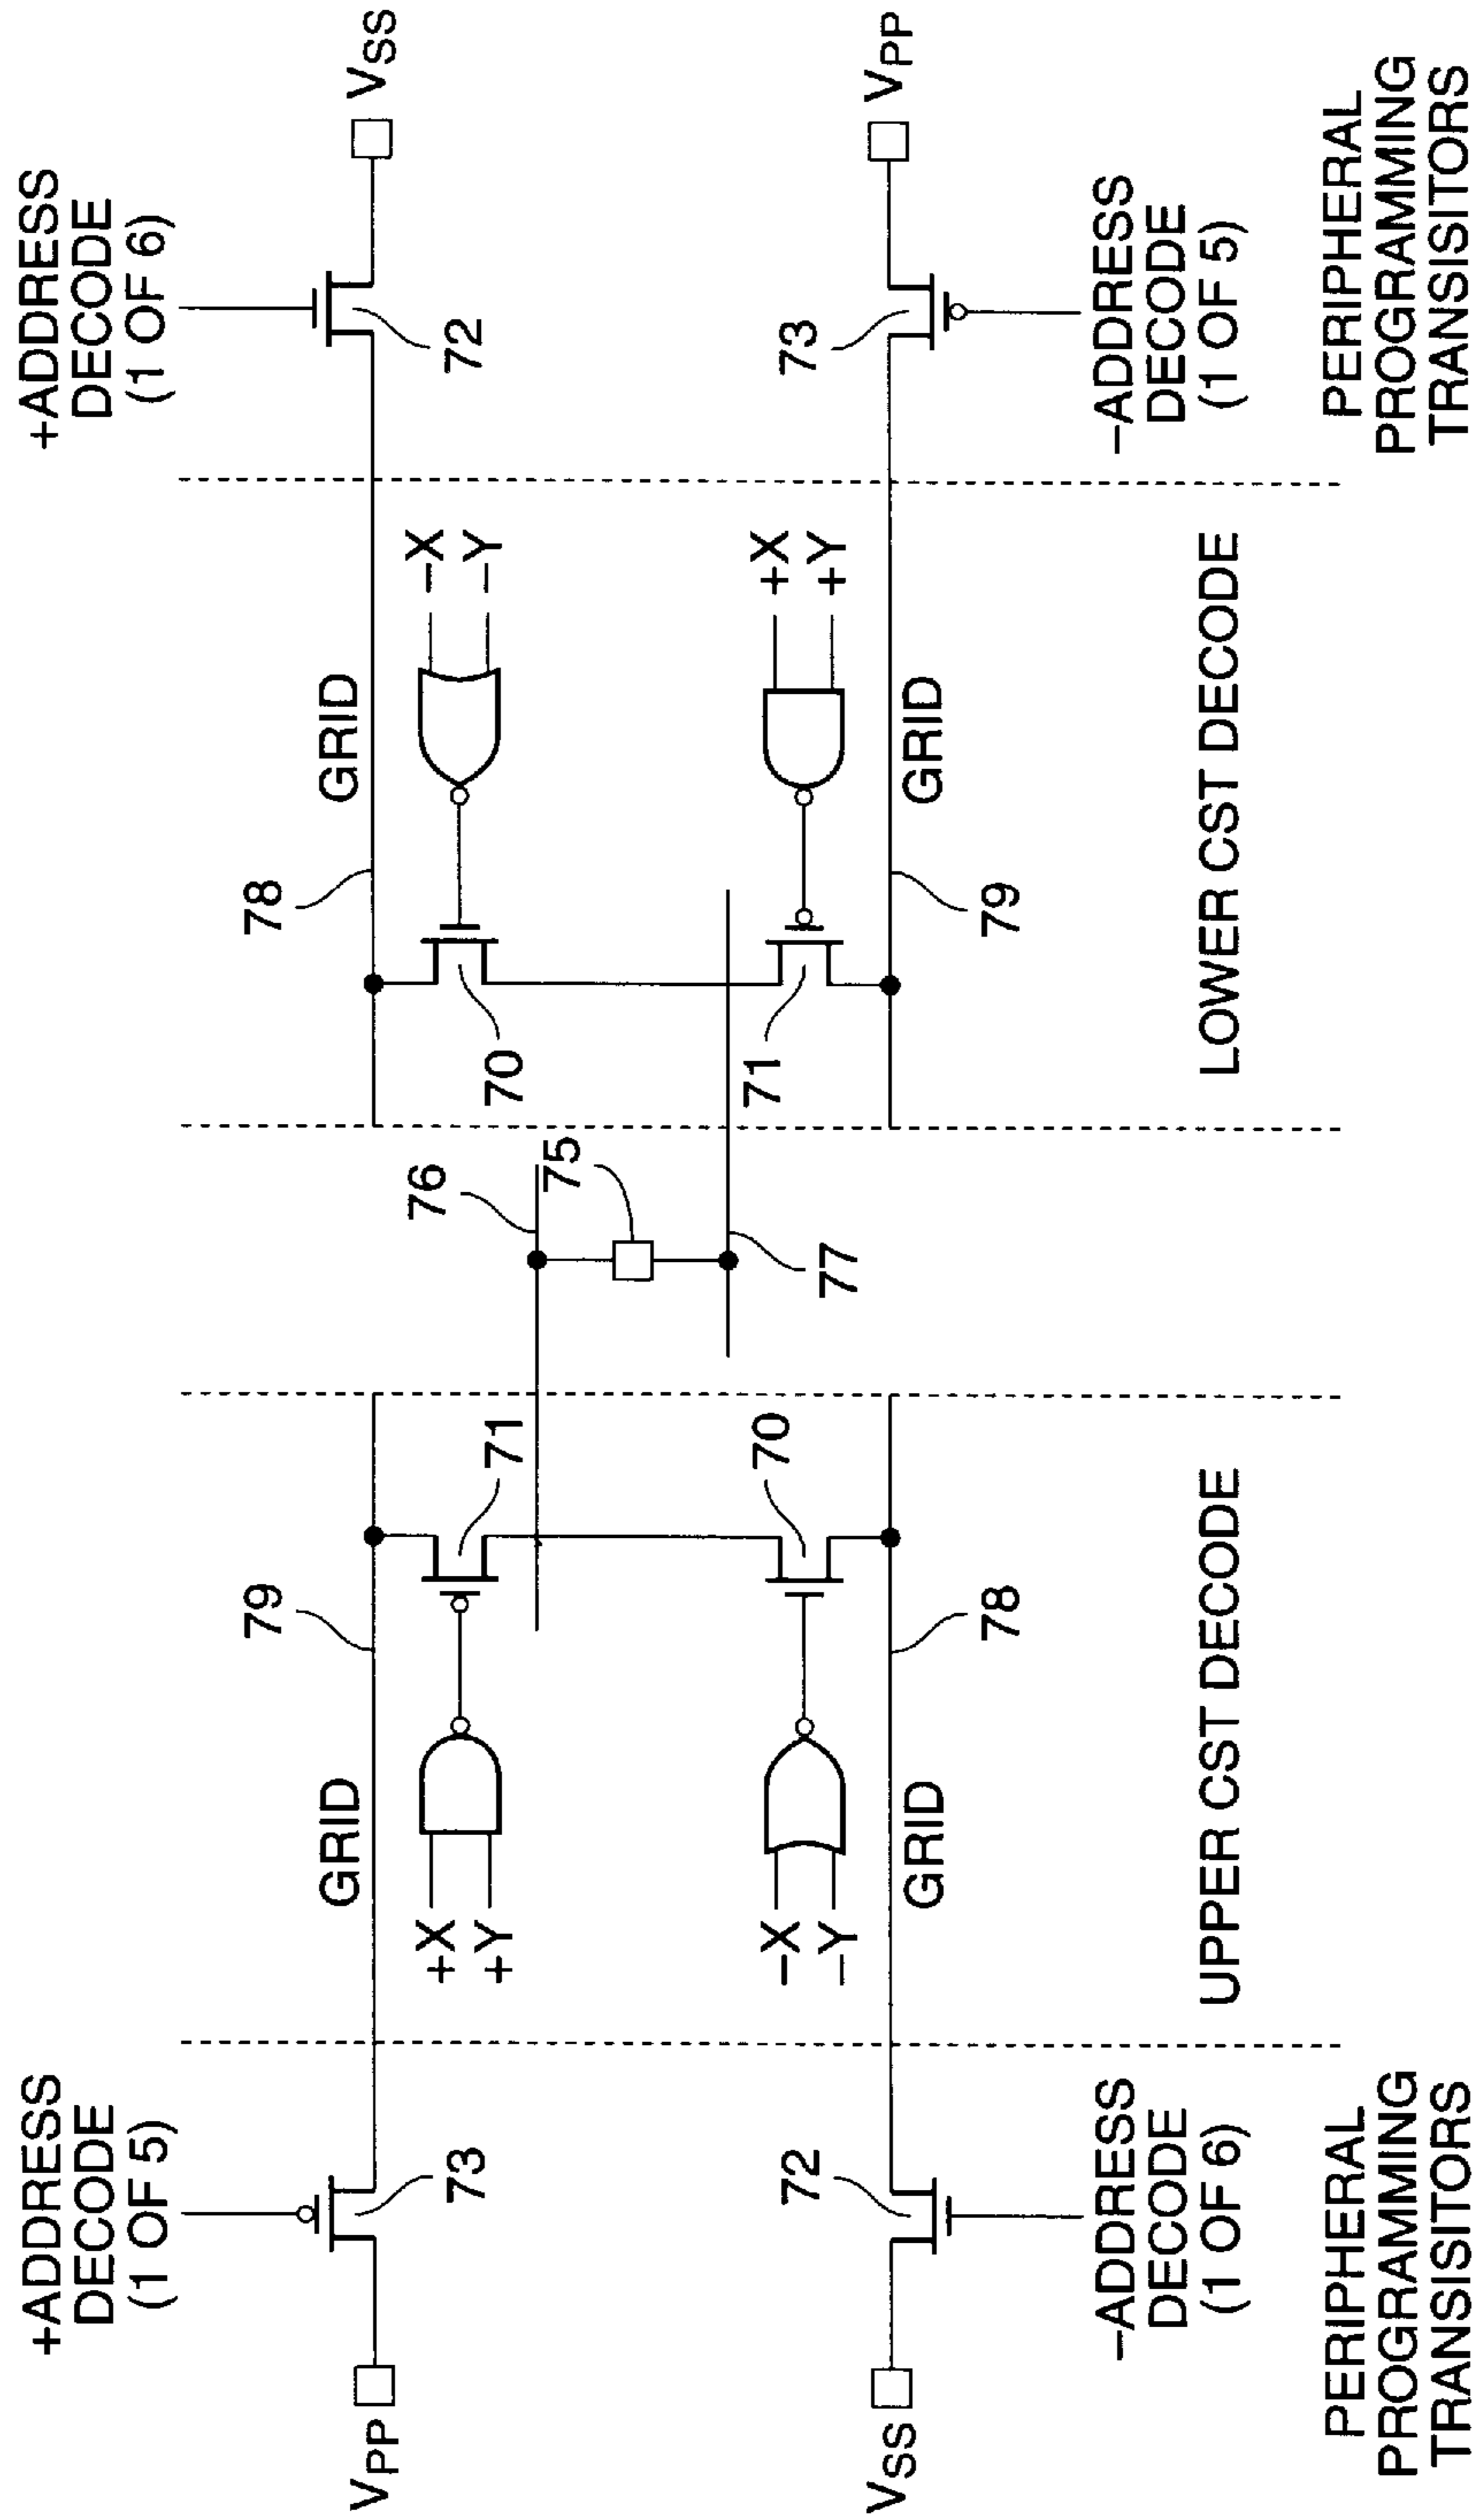 +ADDRESS
DECODE
(1 OF 5)
+ADDRESS
DECODE
(1 OF 6)
79
78
GRID
GRID
VPP
VSS
+X
+Y
-X
-Y
73
71
76
70
72
75
-X
-Y
+X
+Y
72
70
77
71
73
VSS
VPP
GRID
GRID
78
79
-ADDRESS
DECODE
(1 OF 6)
-ADDRESS
DECODE
(1 OF 5)
UPPER CST DECODE
LOWER CST DECODE
PERIPHERAL
PROGRAMMING
TRANSISITORS
PERIPHERAL
PROGRAMMING
TRANSISITORS